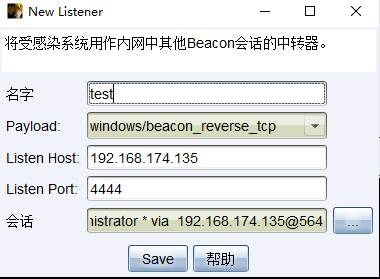 New Listener
将受感染系统用作内网中其他Beacon会话的中转器。
名字 test
Payload: windows/beacon_reverse_tcp
Listen Host: 192.168.174.135
Listen Port: 4444
会话 nistrator * via 192.168.174.135@564 ...
Save 帮助